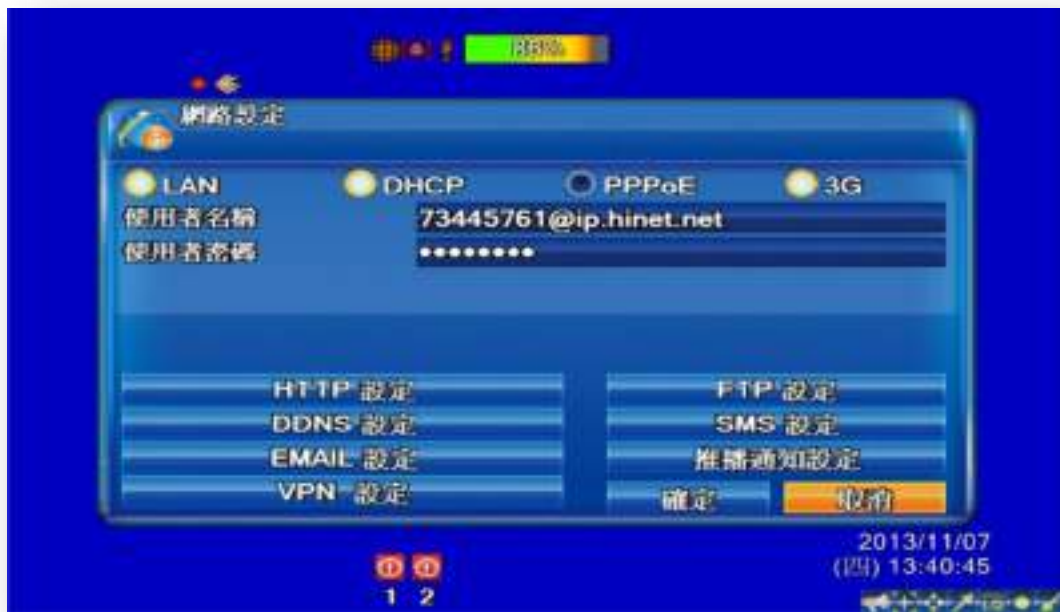 86%
網路設定
LAN DHCP PPPoE 3G
使用者名稱 73445761@ip.hinet.net
使用者密碼 ••••••••
HTTP 設定 FTP 設定
DDNS 設定 SMS 設定
EMAIL 設定 推播通知設定
VPN 設定 確定 取消
2013/11/07
(四) 13:40:45
1 2